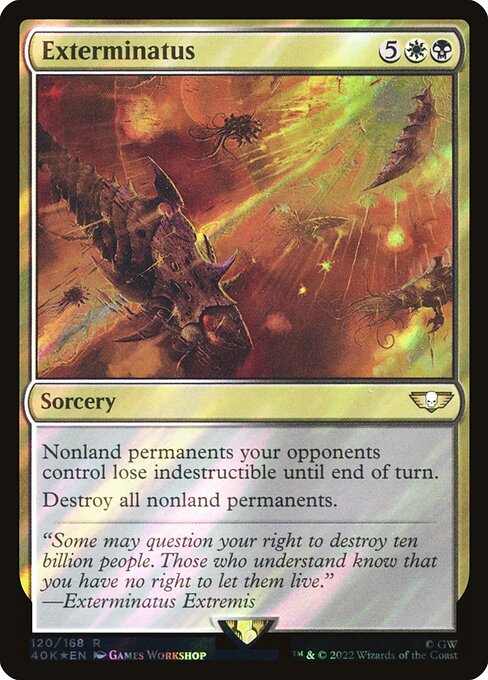 Exterminatus 5
Sorcery
Nonland permanents your opponents
control lose indestructible until end of turn.
Destroy all nonland permanents.
“Some may question your right to destroy ten
billion people. Those who understand know that
you have no right to let them live.”
—Exterminatus Extremis
120/168 R
40K★EN GAMES WORKSHOP
© GW
™ & © 2022 Wizards of the Coast